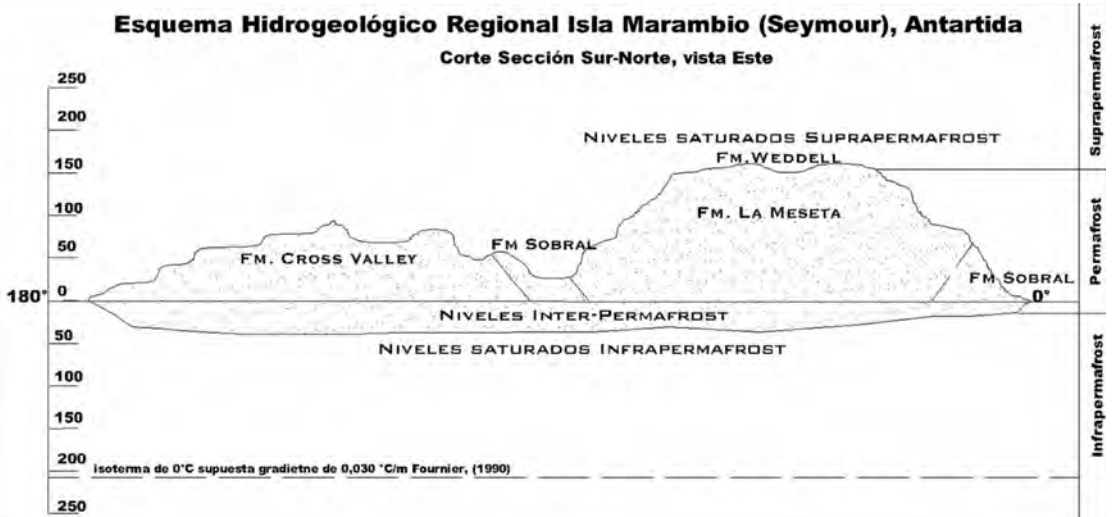 Esquema Hidrogeológico Regional Isla Marambio (Seymour), Antartida
Corte Sección Sur-Norte, vista Este
250
200
150
100
50
0
50
100
150
200
250
180°
0°
Niveles saturados Suprapermafrost
Fm.Weddell
Fm. La Meseta
Fm Sobral
Fm. Cross Valley
Fm Sobral
Niveles Inter-Permafrost
Niveles saturados Infrapermafrost
isoterma de 0°C supuesta gradietne de 0,030 °C/m Fournier, (1990)
Suprapermafrost
Permafrost
Infrapermafrost